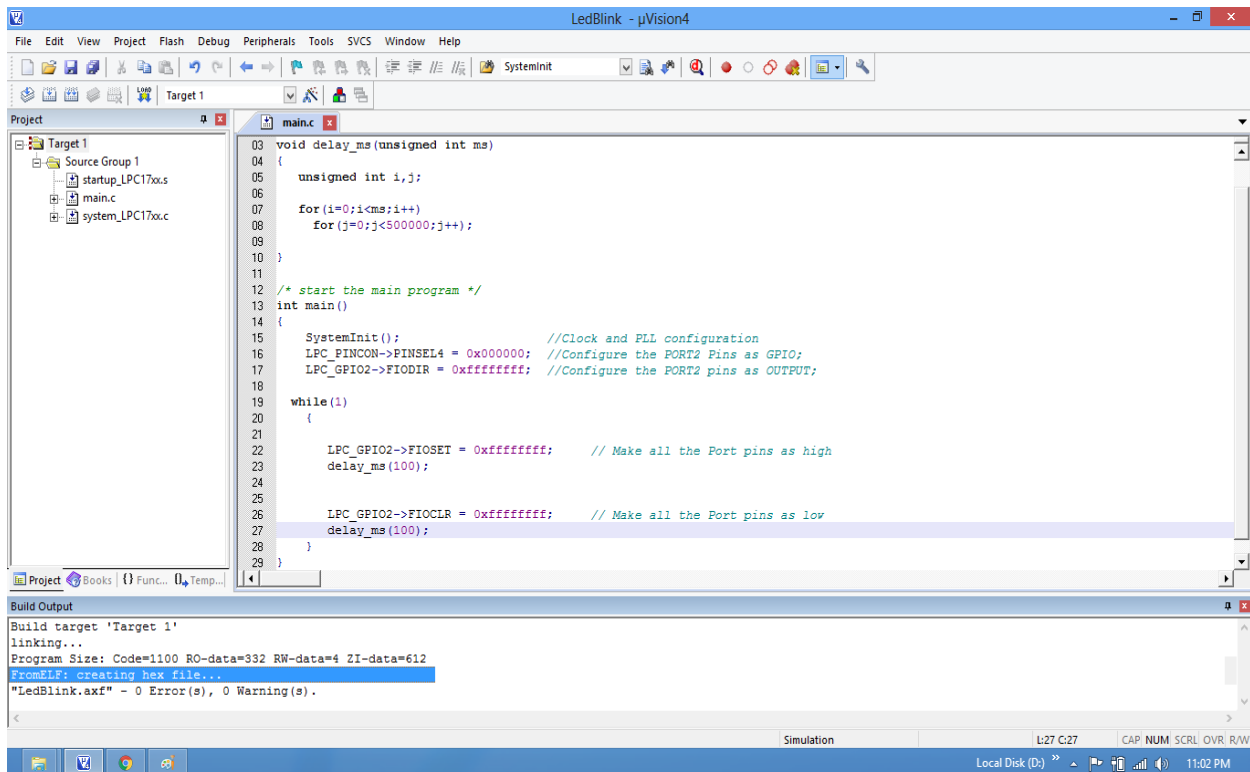 LedBlink - µVision4
File Edit View Project Flash Debug Peripherals Tools SVCS Window Help
SystemInit
LOAD
Target 1
Project
main.c
Target 1
Source Group 1
startup_LPC17xx.s
main.c
system_LPC17xx.c
03 void delay_ms(unsigned int ms)
04 {
05 unsigned int i,j;
06
07 for(i=0;i<ms;i++)
08 for(j=0;j<500000;j++);
09
10 }
11
12 /* start the main program */
13 int main()
14 {
15 SystemInit(); //Clock and PLL configuration
16 LPC_PINCON->PINSEL4 = 0x000000; //Configure the PORT2 Pins as GPIO;
17 LPC_GPIO2->FIODIR = 0xffffffff; //Configure the PORT2 pins as OUTPUT;
18
19 while(1)
20 {
21
22 LPC_GPIO2->FIOSET = 0xffffffff; // Make all the Port pins as high
23 delay_ms(100);
24
25
26 LPC_GPIO2->FIOCLR = 0xffffffff; // Make all the Port pins as low
27 delay_ms(100);
28 }
29 }
Project Books {} Func... 0 Temp...
Build Output
Build target 'Target 1'
linking...
Program Size: Code=1100 RO-data=332 RW-data=4 ZI-data=612
FromELF: creating hex file...
"LedBlink.axf" - 0 Error(s), 0 Warning(s).
Simulation L:27 C:27 CAP NUM SCRL OVR R/W
Local Disk (D:) 11:02 PM